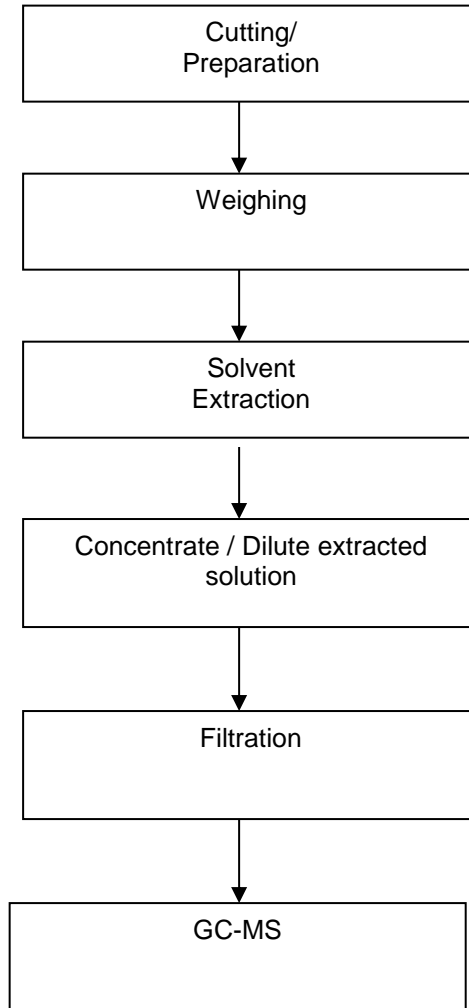 Cutting/
Preparation
Weighing
Solvent
Extraction
Concentrate / Dilute extracted
solution
Filtration
GC-MS